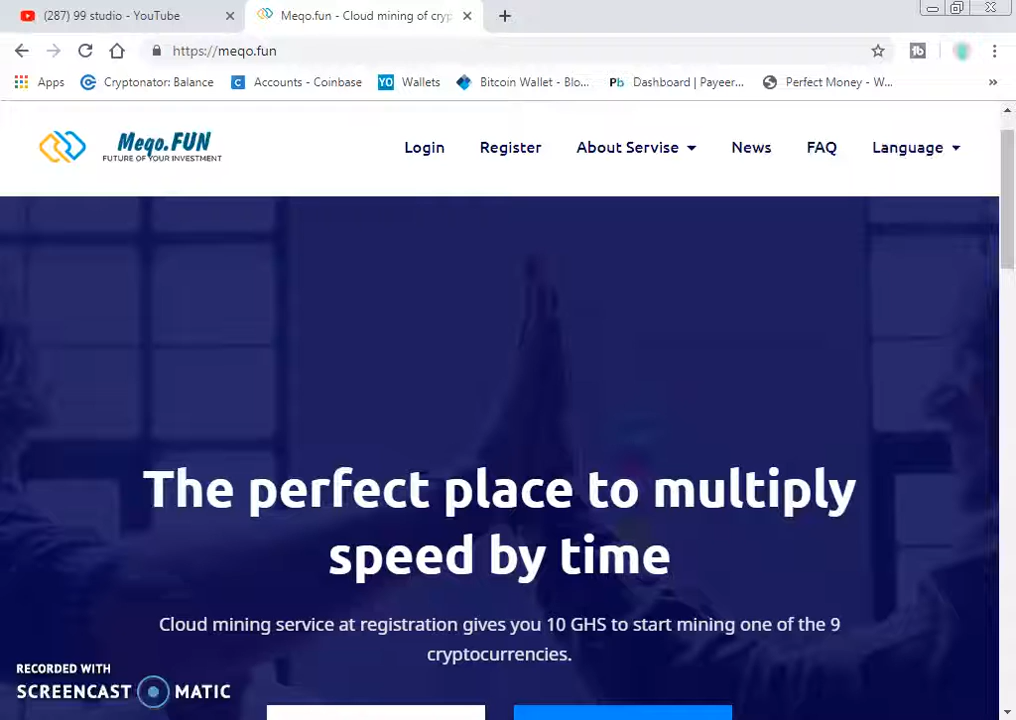 (287) 99 studio - YouTube
Meqo.fun - Cloud mining of cryp
https://meqo.fun
Apps
Cryptonator: Balance
C Accounts - Coinbase
YO Wallets
Bitcoin Wallet - Blo...
Pb Dashboard | Payeer...
Perfect Money - W...
»
Meqo.FUN
FUTURE OF YOUR INVESTMENT
Login
Register
About Servise
News
FAQ
Language
The perfect place to multiply
speed by time
Cloud mining service at registration gives you 10 GHS to start mining one of the 9
cryptocurrencies.
RECORDED WITH
SCREENCAST MATIC